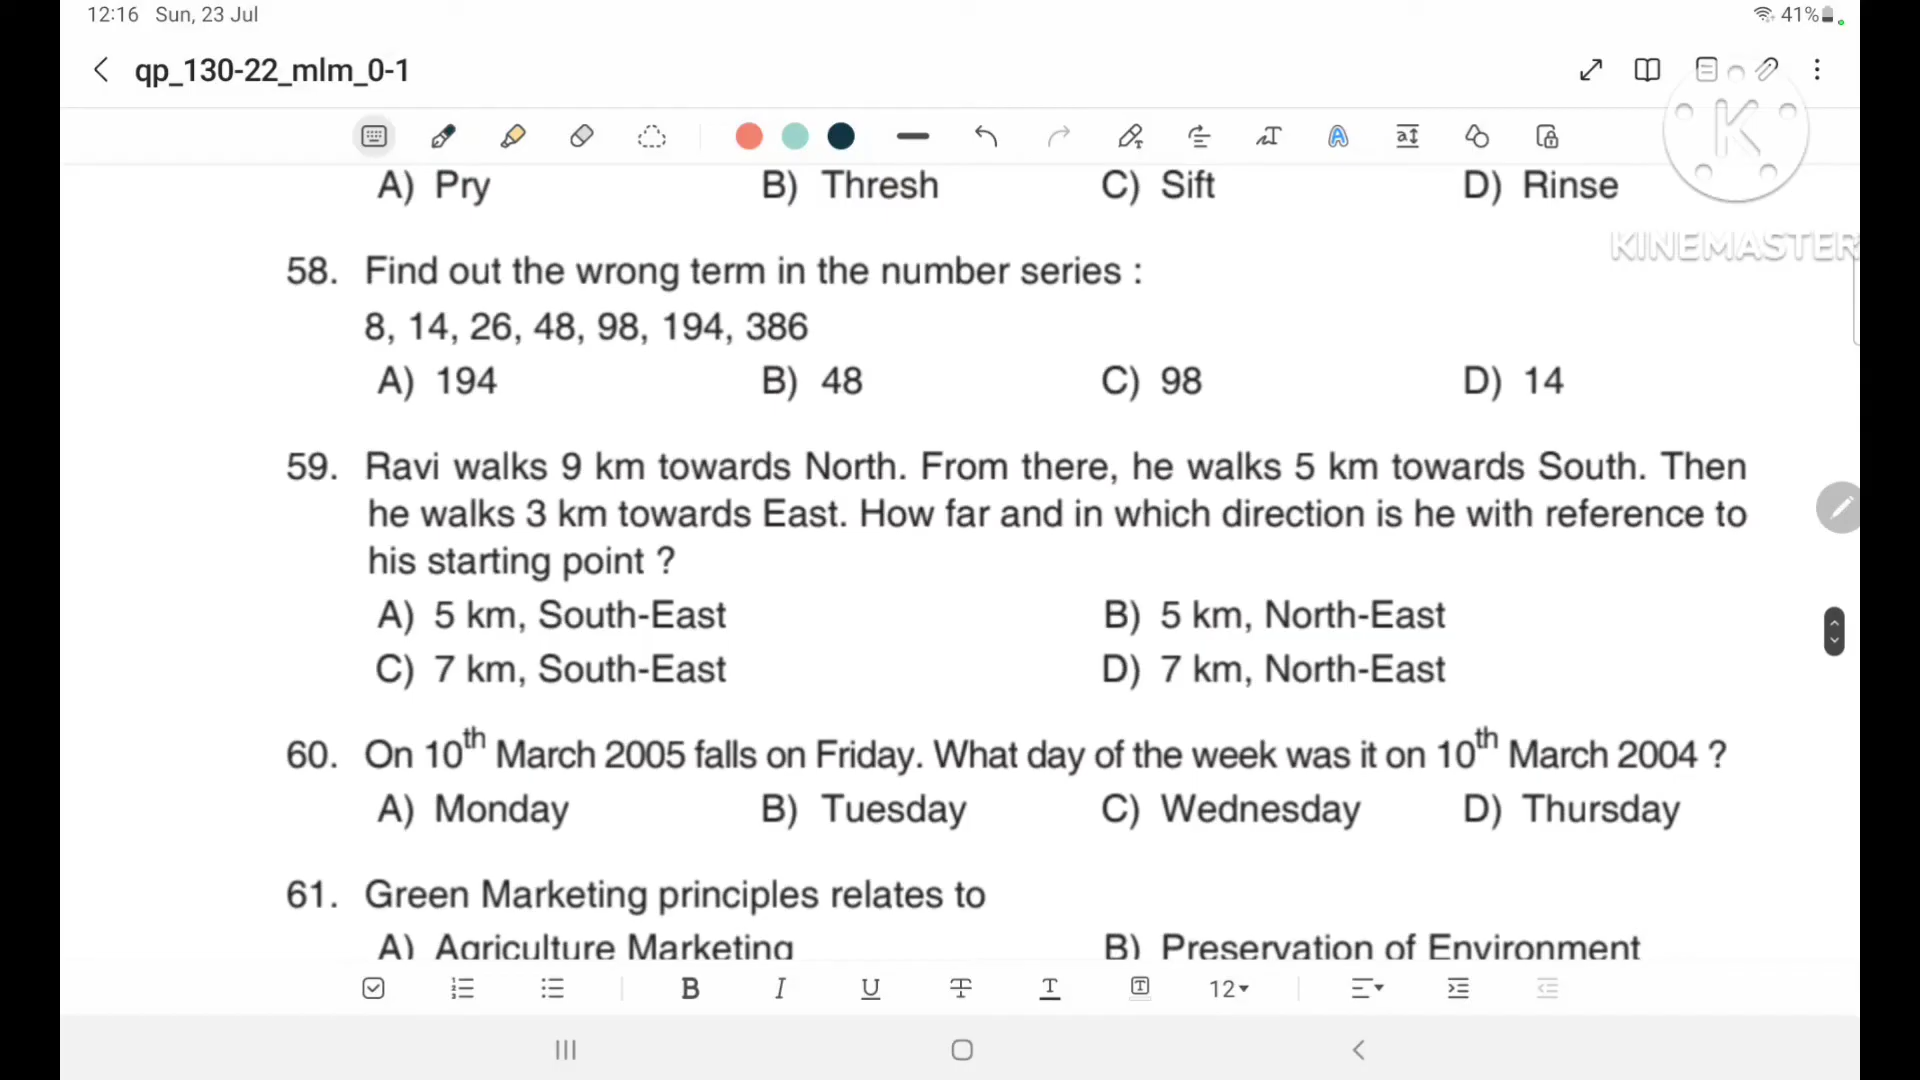 12:16 Sun, 23 Jul 41%
qp_130-22_mlm_0-1
K
KINEMASTER
A) Pry B) Thresh C) Sift D) Rinse
58. Find out the wrong term in the number series :
8, 14, 26, 48, 98, 194, 386
A) 194 B) 48 C) 98 D) 14
59. Ravi walks 9 km towards North. From there, he walks 5 km towards South. Then
he walks 3 km towards East. How far and in which direction is he with reference to
his starting point ?
A) 5 km, South-East B) 5 km, North-East
C) 7 km, South-East D) 7 km, North-East
60. On 10th March 2005 falls on Friday. What day of the week was it on 10th March 2004 ?
A) Monday B) Tuesday C) Wednesday D) Thursday
61. Green Marketing principles relates to
A) Agriculture Marketing B) Preservation of Environment
B I U T T T 12